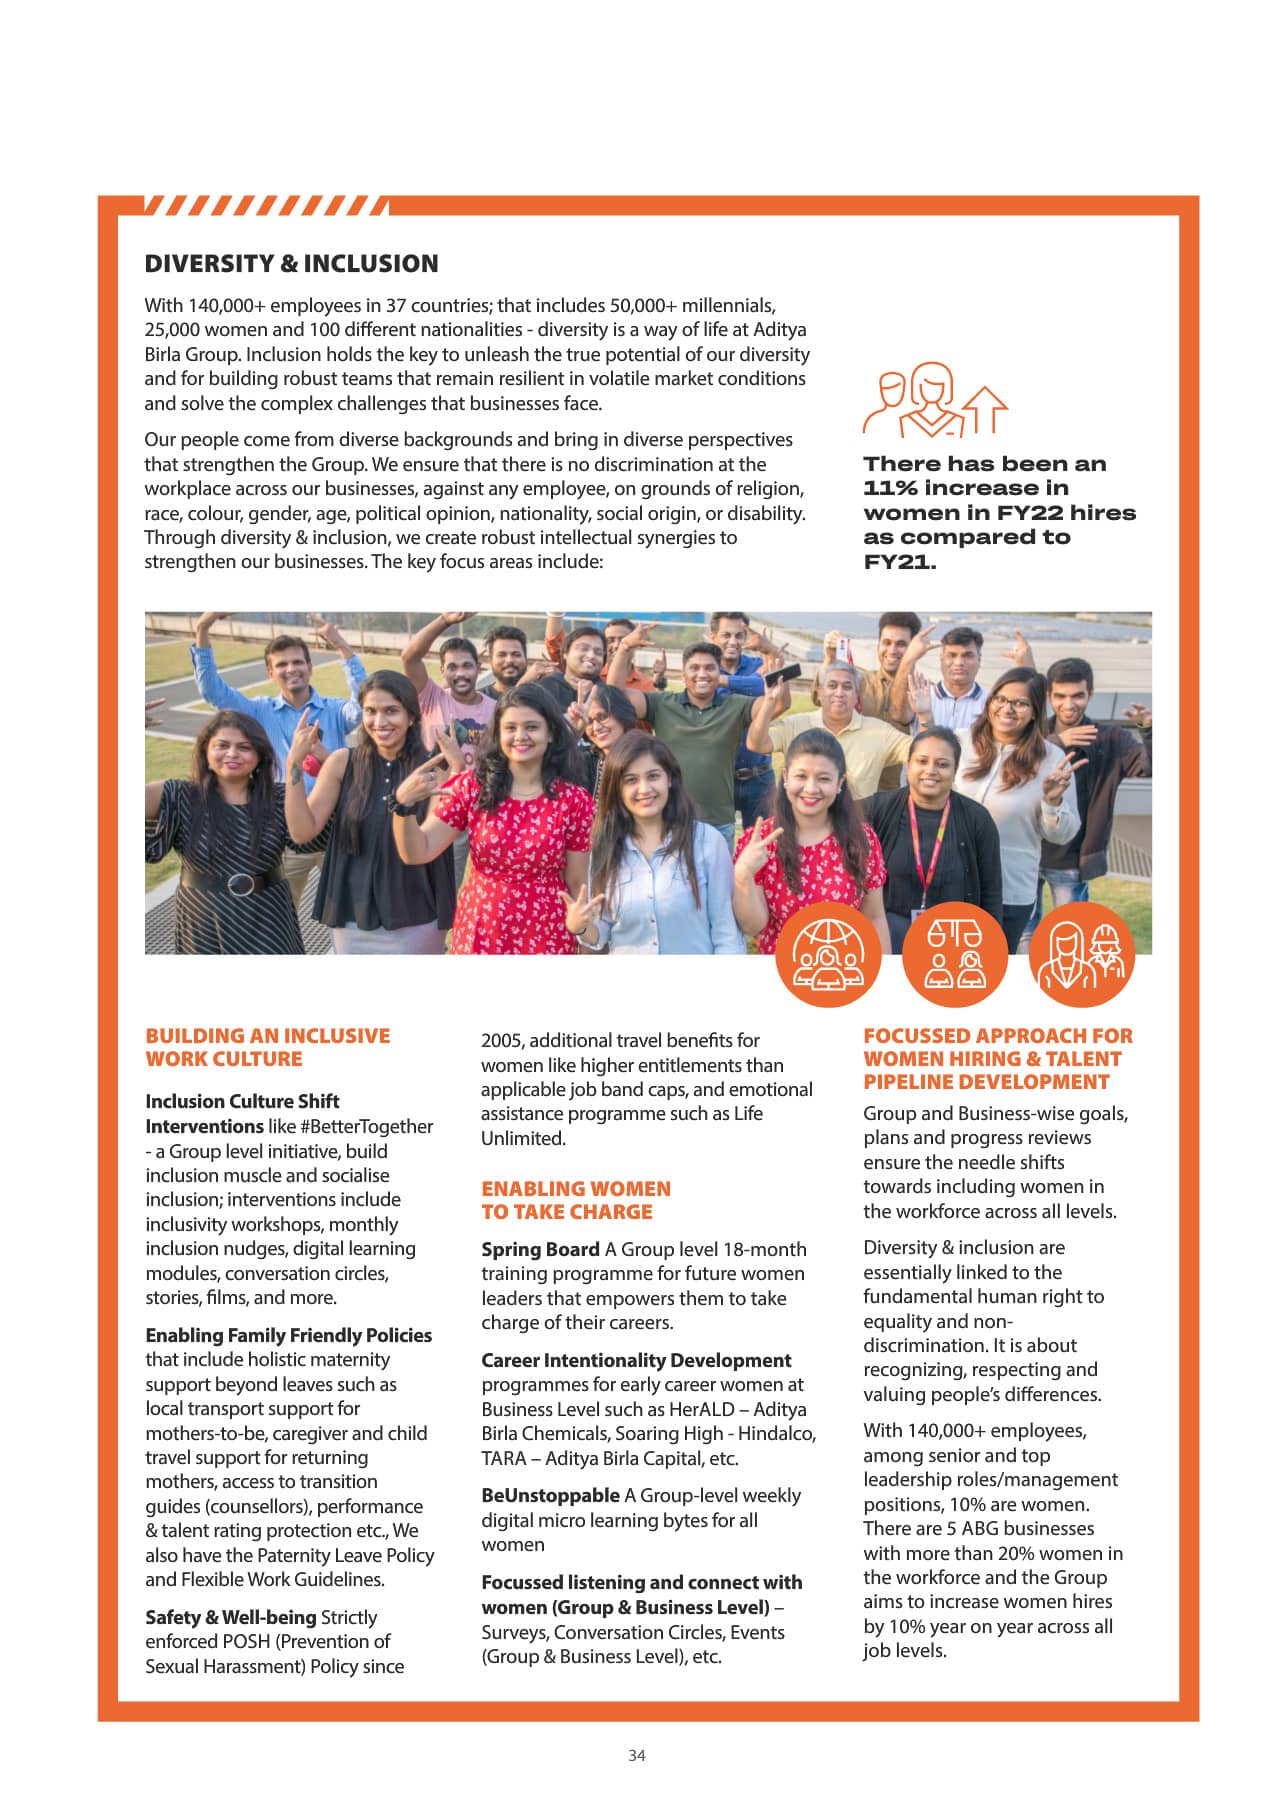 DIVERSITY & INCLUSION
With 140,000+ employees in 37 countries; that includes 50,000+ millennials,
25,000 women and 100 different nationalities - diversity is a way of life at Aditya
Birla Group. Inclusion holds the key to unleash the true potential of our diversity
and for building robust teams that remain resilient in volatile market conditions
and solve the complex challenges that businesses face.
Our people come from diverse backgrounds and bring in diverse perspectives
that strengthen the Group. We ensure that there is no discrimination at the
workplace across our businesses, against any employee, on grounds of religion,
race, colour, gender, age, political opinion, nationality, social origin, or disability.
Through diversity & inclusion, we create robust intellectual synergies to
strengthen our businesses. The key focus areas include:
There has been an
11% increase in
women in FY22 hires
as compared to
FY21.
BUILDING AN INCLUSIVE
WORK CULTURE
Inclusion Culture Shift
Interventions like #BetterTogether
- a Group level initiative, build
inclusion muscle and socialise
inclusion; interventions include
inclusivity workshops, monthly
inclusion nudges, digital learning
modules, conversation circles,
stories, films, and more.
Enabling Family Friendly Policies
that include holistic maternity
support beyond leaves such as
local transport support for
mothers-to-be, caregiver and child
travel support for returning
mothers, access to transition
guides (counsellors), performance
& talent rating protection etc., We
also have the Paternity Leave Policy
and Flexible Work Guidelines.
Safety & Well-being Strictly
enforced POSH (Prevention of
Sexual Harassment) Policy since
2005, additional travel benefits for
women like higher entitlements than
applicable job band caps, and emotional
assistance programme such as Life
Unlimited.
ENABLING WOMEN
TO TAKE CHARGE
Spring Board A Group level 18-month
training programme for future women
leaders that empowers them to take
charge of their careers.
Career Intentionality Development
programmes for early career women at
Business Level such as HerALD – Aditya
Birla Chemicals, Soaring High - Hindalco,
TARA – Aditya Birla Capital, etc.
BeUnstoppable A Group-level weekly
digital micro learning bytes for all
women
Focussed listening and connect with
women (Group & Business Level) –
Surveys, Conversation Circles, Events
(Group & Business Level), etc.
FOCUSSED APPROACH FOR
WOMEN HIRING & TALENT
PIPELINE DEVELOPMENT
Group and Business-wise goals,
plans and progress reviews
ensure the needle shifts
towards including women in
the workforce across all levels.
Diversity & inclusion are
essentially linked to the
fundamental human right to
equality and non-
discrimination. It is about
recognizing, respecting and
valuing people's differences.
With 140,000+ employees,
among senior and top
leadership roles/management
positions, 10% are women.
There are 5 ABG businesses
with more than 20% women in
the workforce and the Group
aims to increase women hires
by 10% year on year across all
job levels.
34